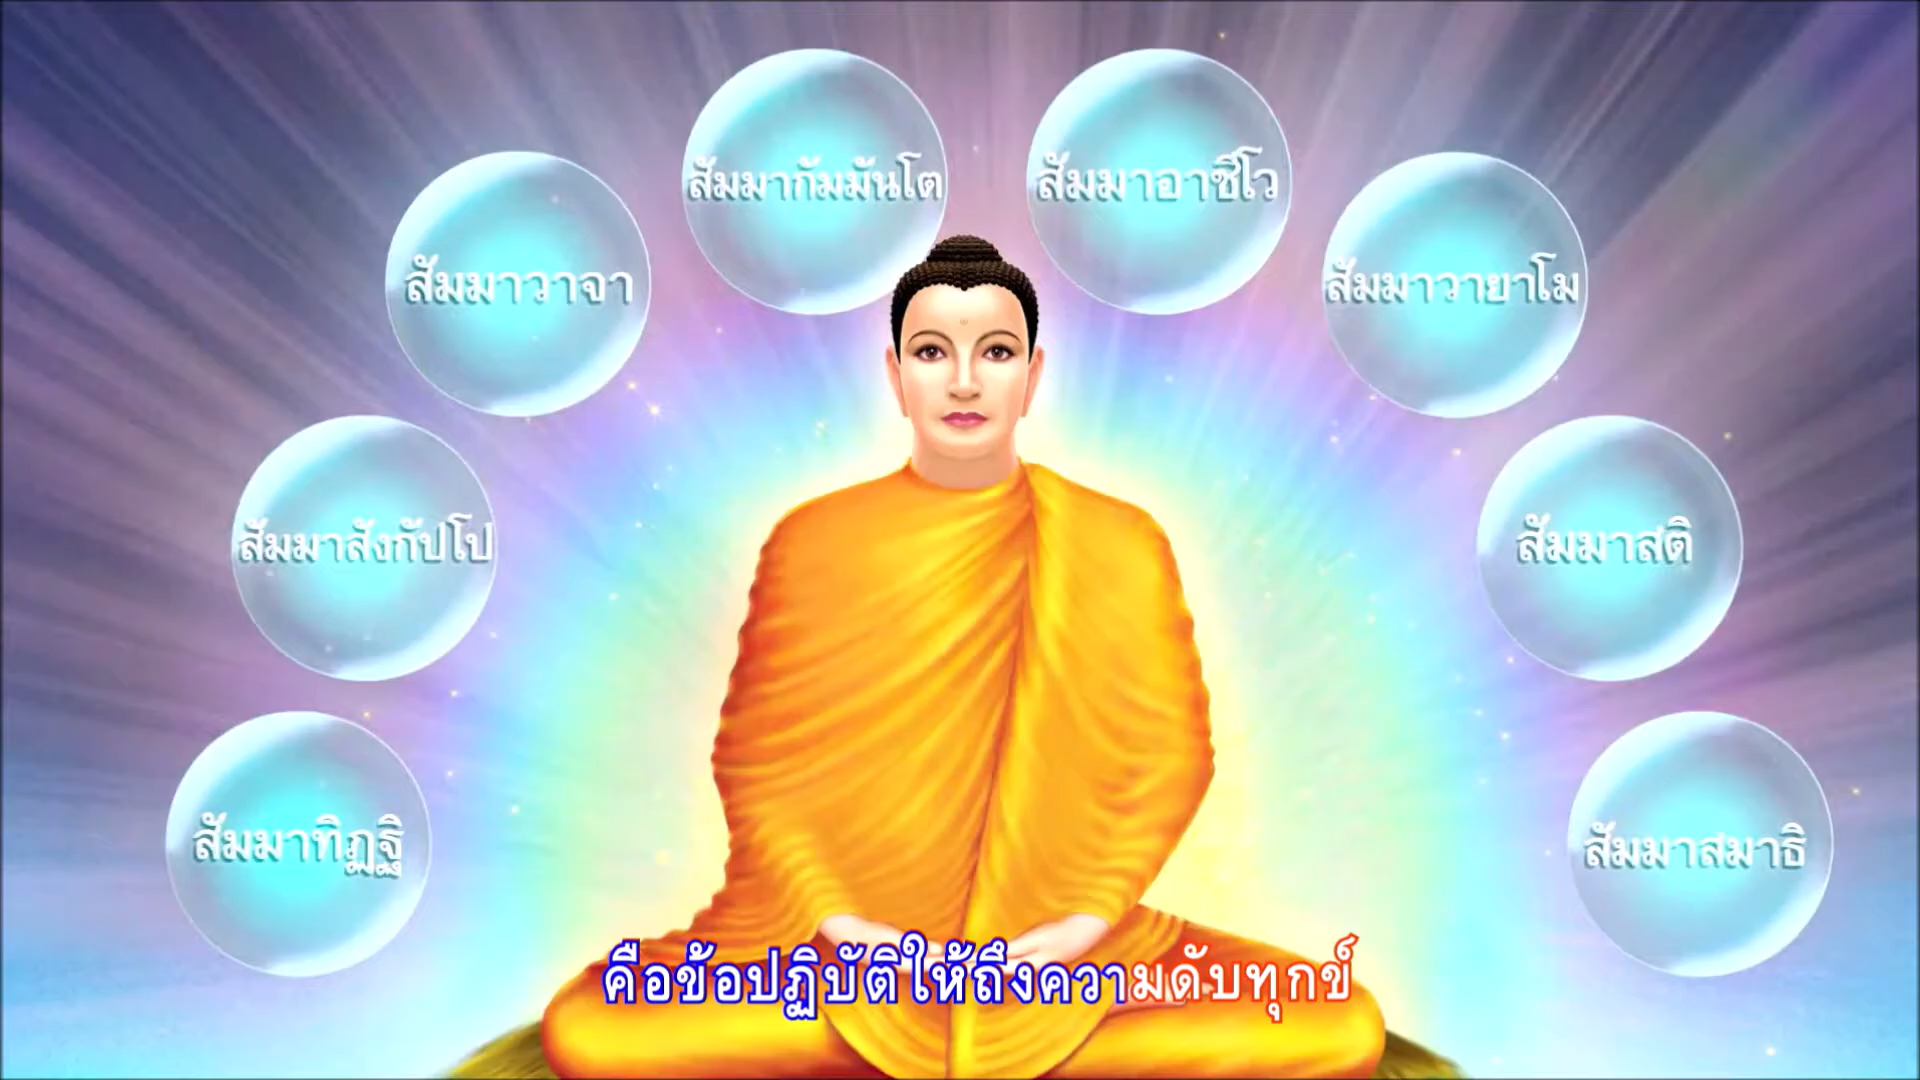 สัมมาทิฏฐิ
สัมมาสังกัปโป
สัมมาวาจา
สัมมากัมมันโต
สัมมาอาชีโว
สัมมาวายาโม
สัมมาสติ
สัมมาสมาธิ
คือข้อปฏิบัติให้ถึงความดับทุกข์